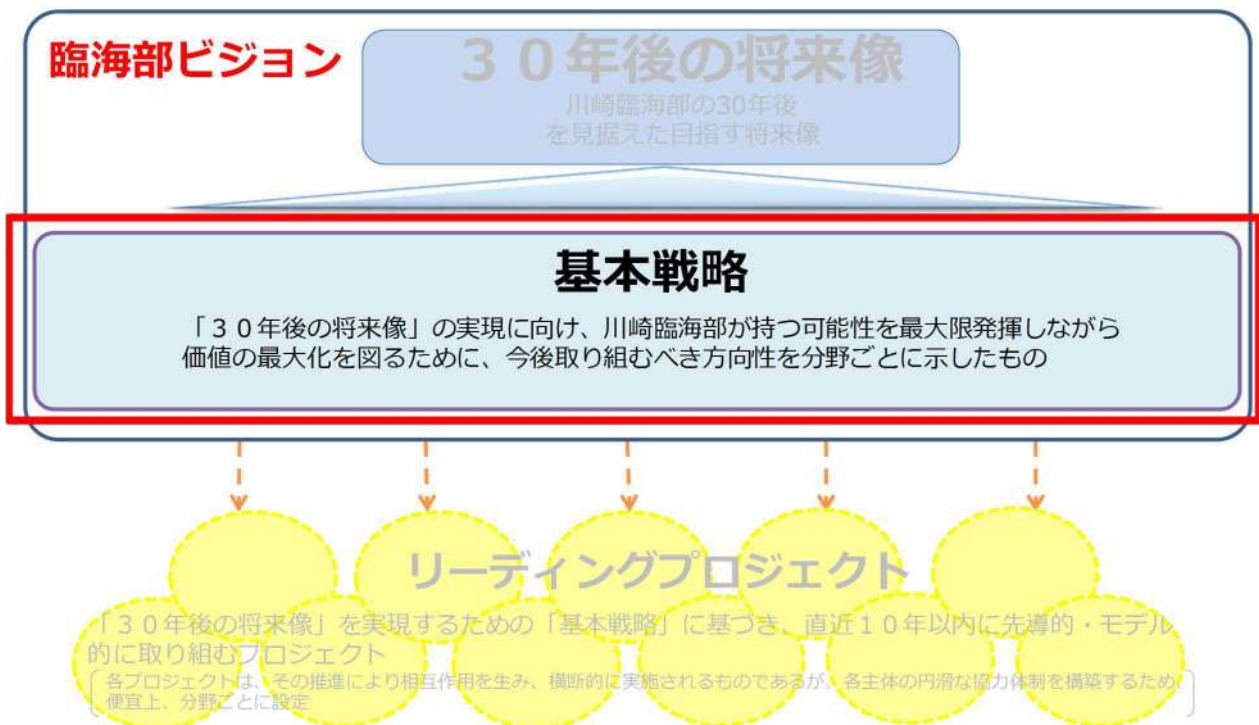 臨海部ビジョン
３０年後の将来像
川崎臨海部の30年後
を見据えた目指す将来像
基本戦略
「３０年後の将来像」の実現に向け、川崎臨海部が持つ可能性を最大限発揮しながら
価値の最大化を図るために、今後取り組むべき方向性を分野ごとに示したもの
リーディングプロジェクト
「３０年後の将来像」を実現するための「基本戦略」に基づき、直近１０年以内に先導的・モデル
的に取り組むプロジェクト
各プロジェクトは、その推進により相互作用を生み、横断的に実施されるものであるが、各主体の円滑な協力体制を構築するため、
便宜上、分野ごとに設定